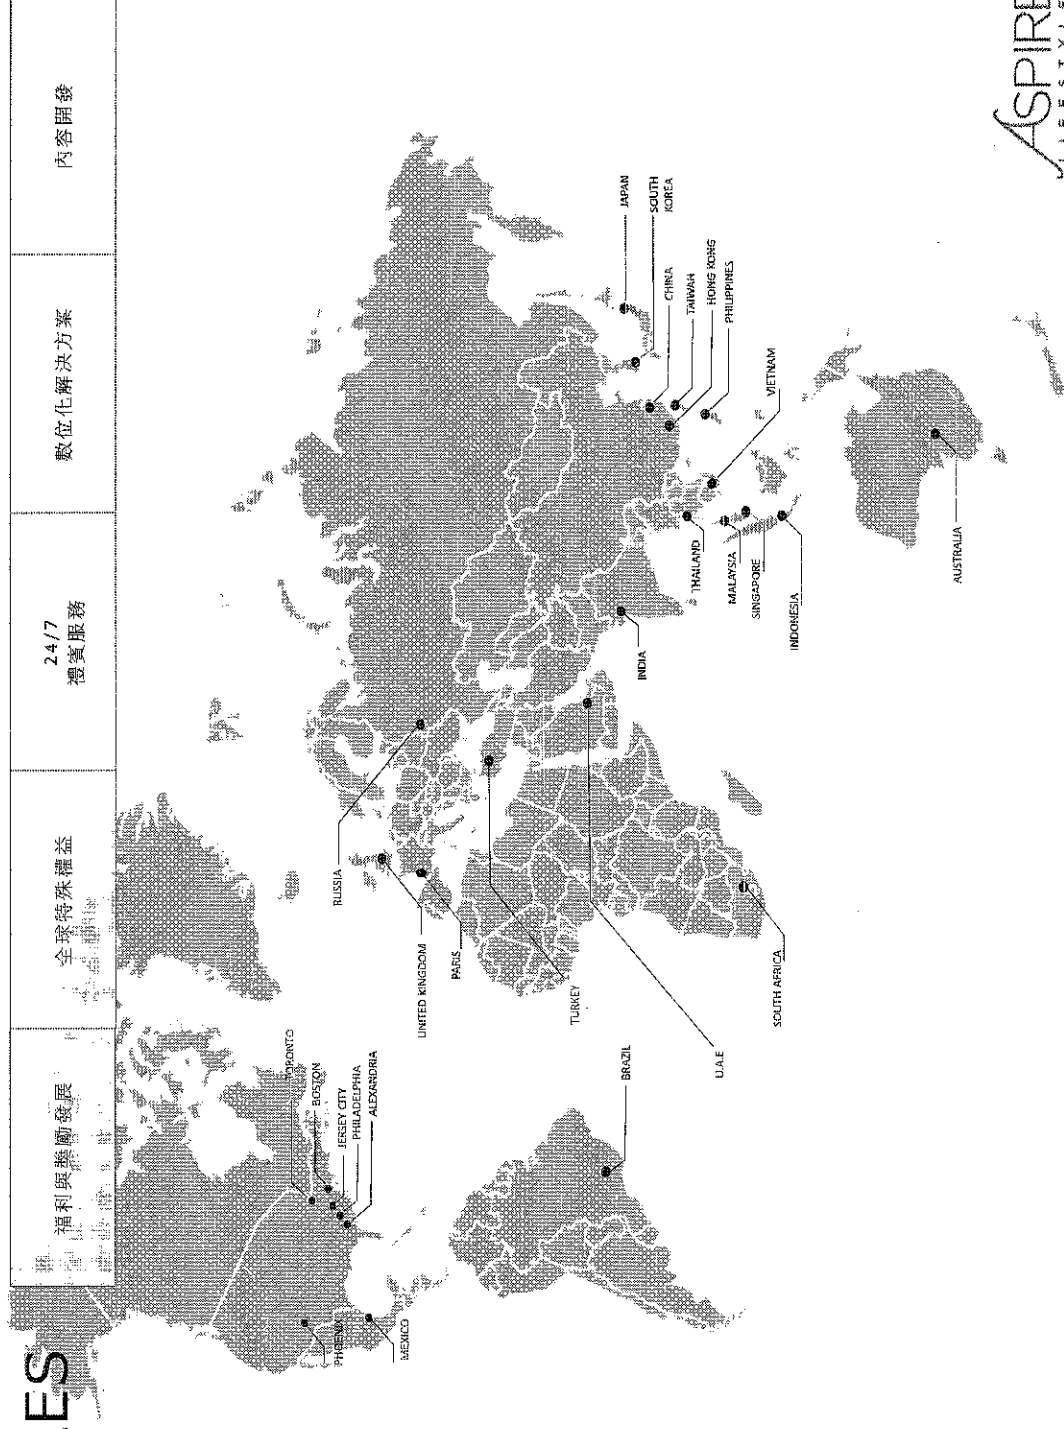 ES
福利與獎勵發展
全球特殊權益
24/7
禮賓服務
數位化解決方案
內容開發
TORONTO
BOSTON
JERSEY CITY
PHILADELPHIA
ALEXANDRIA
PHOENIX
MEXICO
BRAZIL
RUSSIA
UNITED KINGDOM
PARIS
TURKEY
U.A.E
SOUTH AFRICA
INDIA
THAILAND
MALAYSIA
SINGAPORE
INDONESIA
VIETNAM
JAPAN
SOUTH
KOREA
CHINA
TAIWAN
HONG KONG
PHILIPPINES
AUSTRALIA
ASPIRE